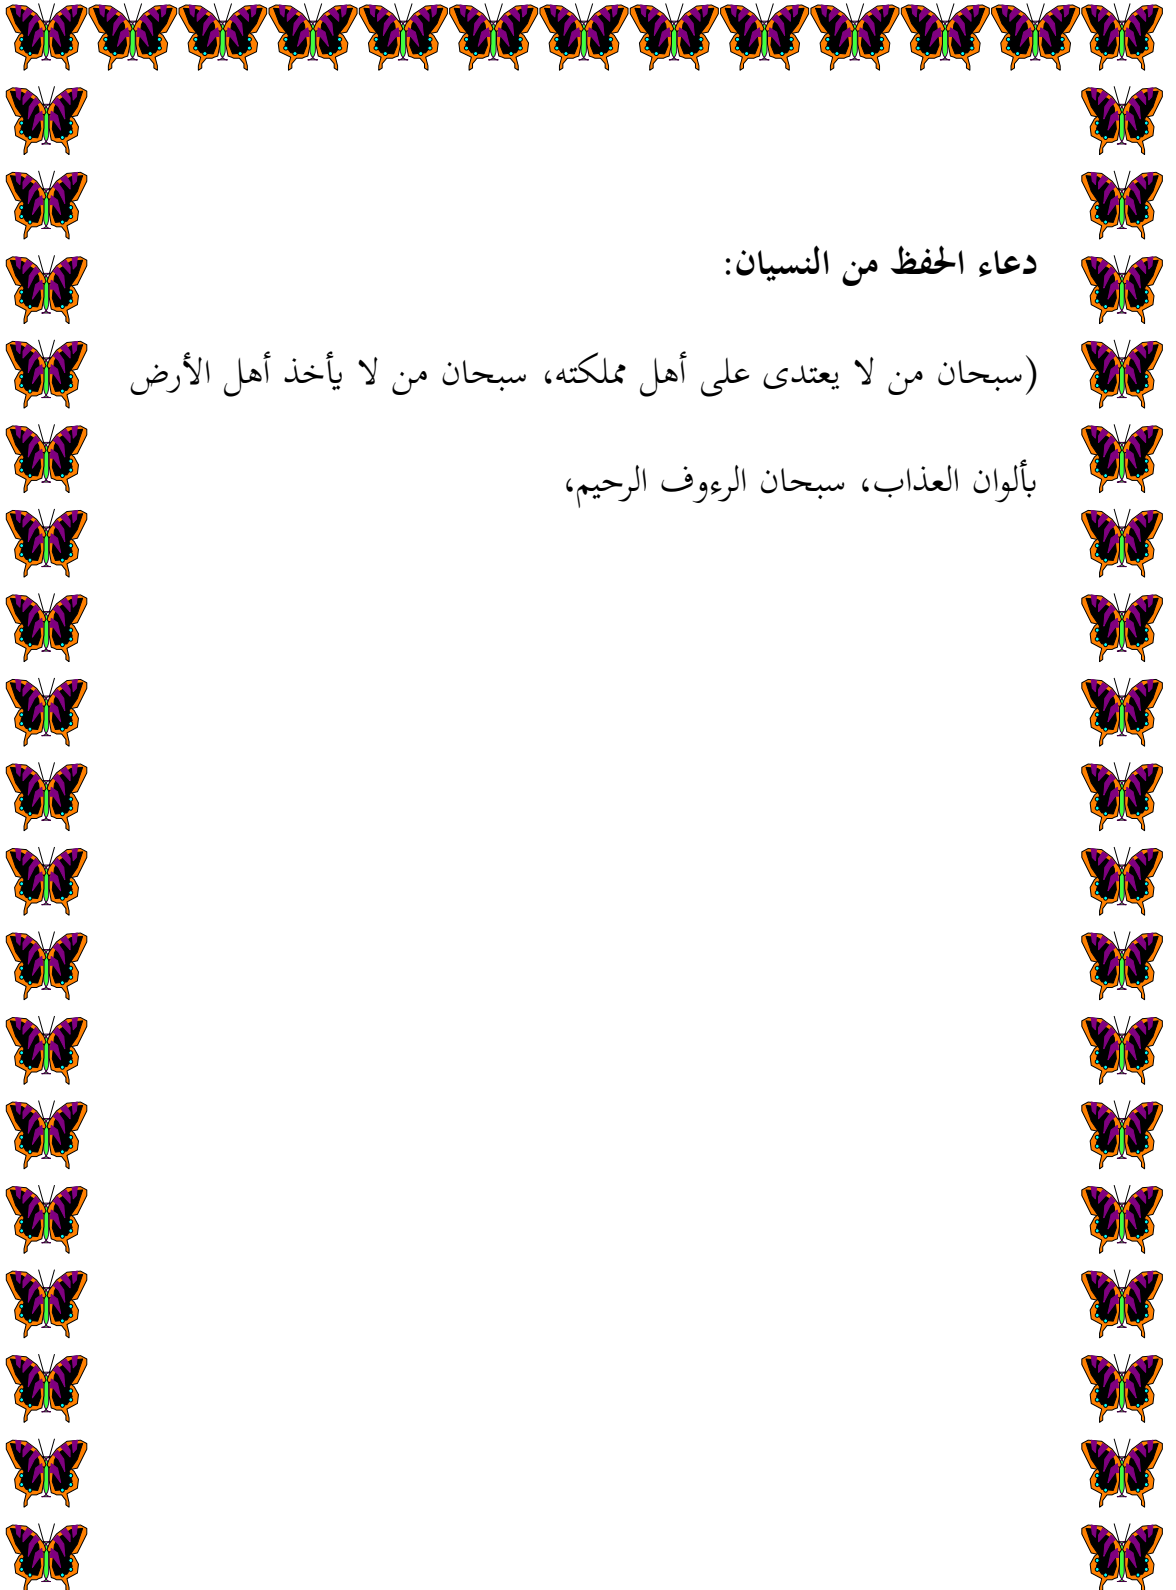 دعاء الحفظ من النسيان:
(سبحان من لا يعتدى على أهل مملكته، سبحان من لا يأخذ أهل الأرض
بألوان العذاب، سبحان الرءوف الرحيم،